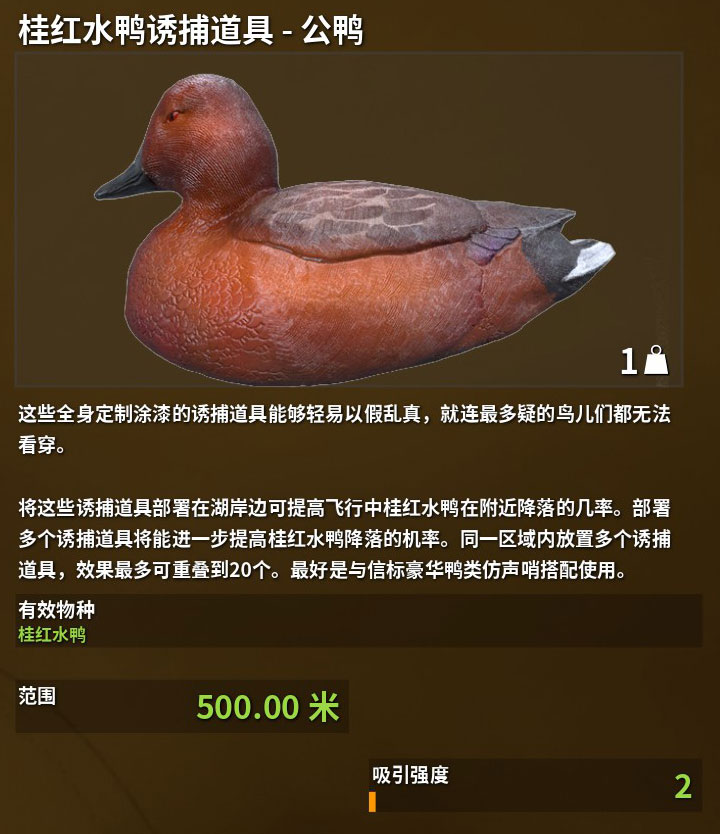 桂红水鸭诱捕道具 - 公鸭
1
这些全身定制涂漆的诱捕道具能够轻易以假乱真，就连最多疑的鸟儿们都无法
看穿。
将这些诱捕道具部署在湖岸边可提高飞行中桂红水鸭在附近降落的几率。部署
多个诱捕道具将能进一步提高桂红水鸭降落的机率。同一区域内放置多个诱捕
道具，效果最多可重叠到20个。最好是与信标豪华鸭类仿声哨搭配使用。
有效物种
桂红水鸭
范围
500.00 米
吸引强度
2